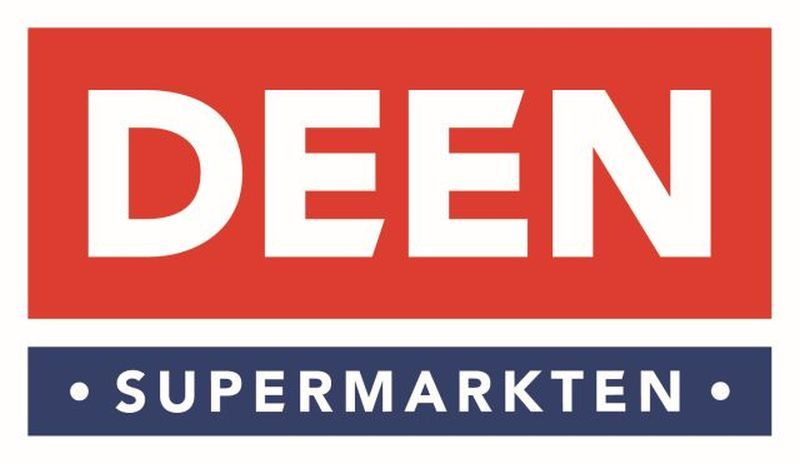 DEEN
• SUPERMARKTEN •